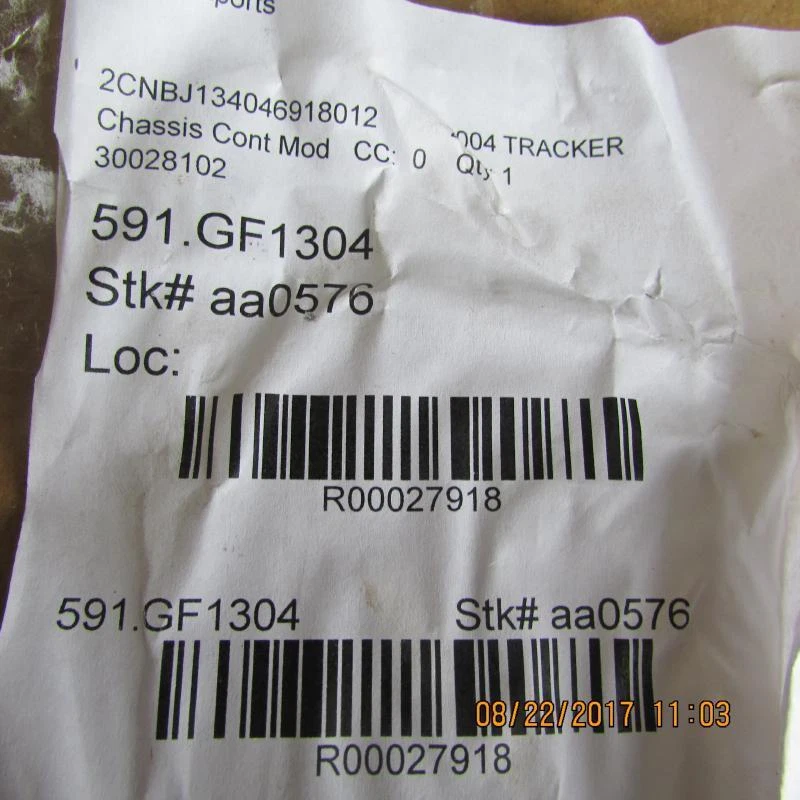 ports
2CNBJ134046918012 004 TRACKER
Chassis Cont Mod CC: 0 Qty 1
30028102
591.GF1304
Stk# aa0576
Loc:
R00027918
591.GF1304 Stk# aa0576
R00027918
08/22/2017 11:03